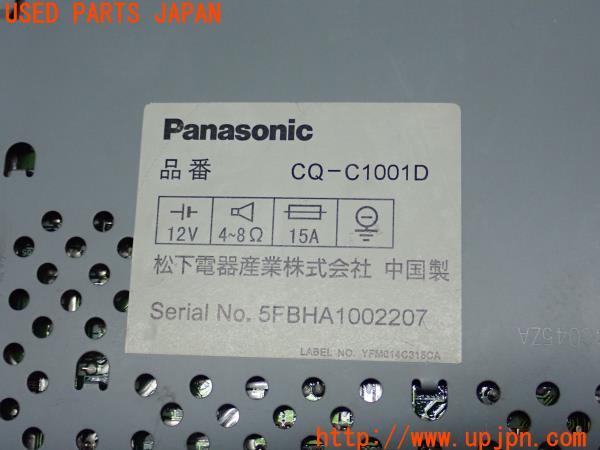 USED PARTS JAPAN
Panasonic
品番 CQ-C1001D
12V 4~8Ω 15A
松下電器産業株式会社 中国製
Serial No. 5FBHA1002207
LABEL NO. YFM014C318CA
http://www.upjpn.com/